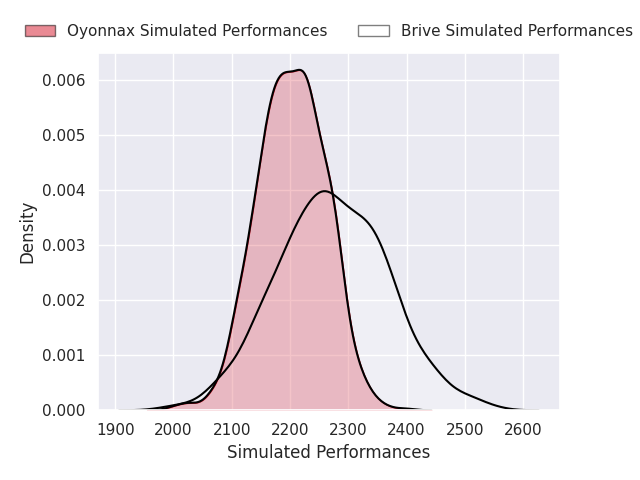 Oyonnax Simulated Performances
Brive Simulated Performances
0.006
0.005
0.004
0.003
0.002
0.001
0.000
Density
1900 2000 2100 2200 2300 2400 2500 2600
Simulated Performances